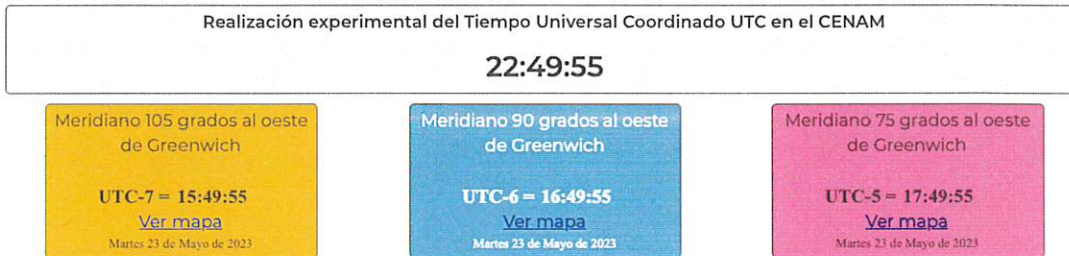 Realización experimental del Tiempo Universal Coordinado UTC en el CENAM
22:49:55
Meridiano 105 grados al oeste
de Greenwich
UTC-7 = 15:49:55
Ver mapa
Martes 23 de Mayo de 2023
Meridiano 90 grados al oeste
de Greenwich
UTC-6 = 16:49:55
Ver mapa
Martes 23 de Mayo de 2023
Meridiano 75 grados al oeste
de Greenwich
UTC-5 = 17:49:55
Ver mapa
Martes 23 de Mayo de 2023